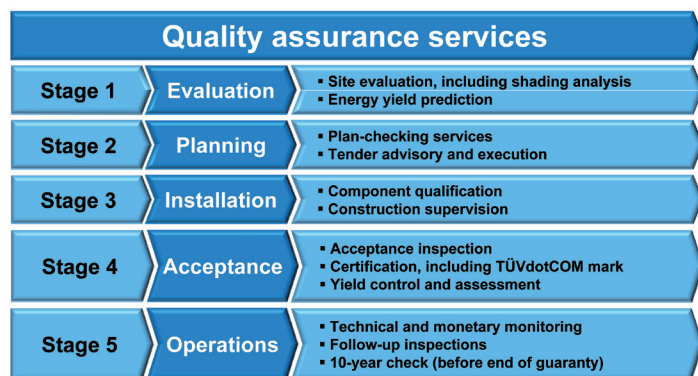 Quality assurance services
Stage 1
Evaluation
▪ Site evaluation, including shading analysis
▪ Energy yield prediction
Stage 2
Planning
▪ Plan-checking services
▪ Tender advisory and execution
Stage 3
Installation
▪ Component qualification
▪ Construction supervision
Stage 4
Acceptance
▪ Acceptance inspection
▪ Certification, including TÜVdotCOM mark
▪ Yield control and assessment
Stage 5
Operations
▪ Technical and monetary monitoring
▪ Follow-up inspections
▪ 10-year check (before end of guaranty)